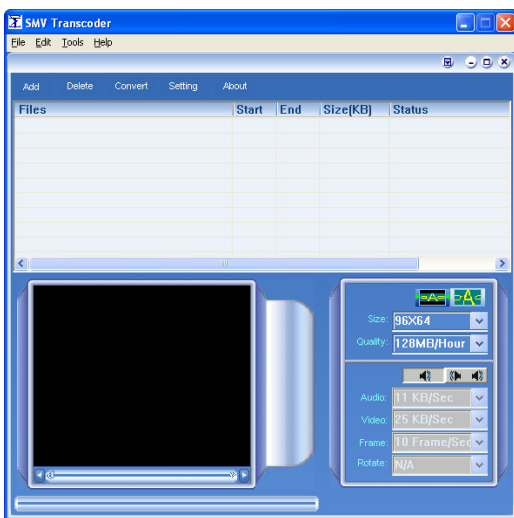 SMV Transcoder
File Edit Tools Help
Add Delete Convert Setting About
Files Start End Size(KB) Status
-A- -A-
Size: 96X64
Quality: 128MB/Hour
Audio: 11 KB/Sec
Video: 25 KB/Sec
Frame: 10 Frame/Sec
Rotate: N/A